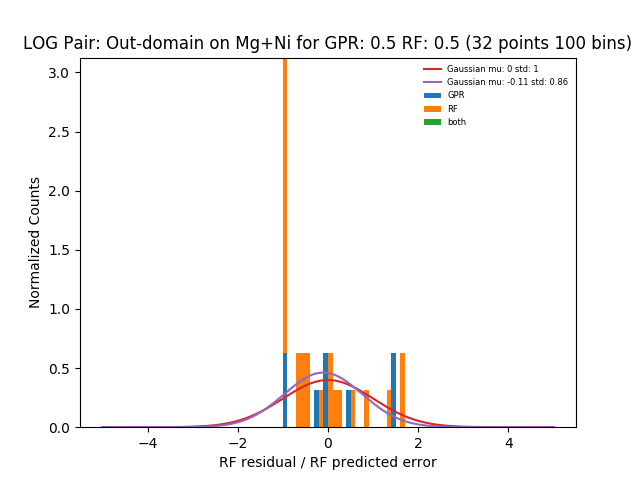 LOG Pair: Out-domain on Mg+Ni for GPR: 0.5 RF: 0.5 (32 points 100 bins)
Gaussian mu: 0 std: 1
Gaussian mu: -0.11 std: 0.86
GPR
RF
both
Normalized Counts
3.0
2.5
2.0
1.5
1.0
0.5
0.0
−4 −2 0 2 4
RF residual / RF predicted error